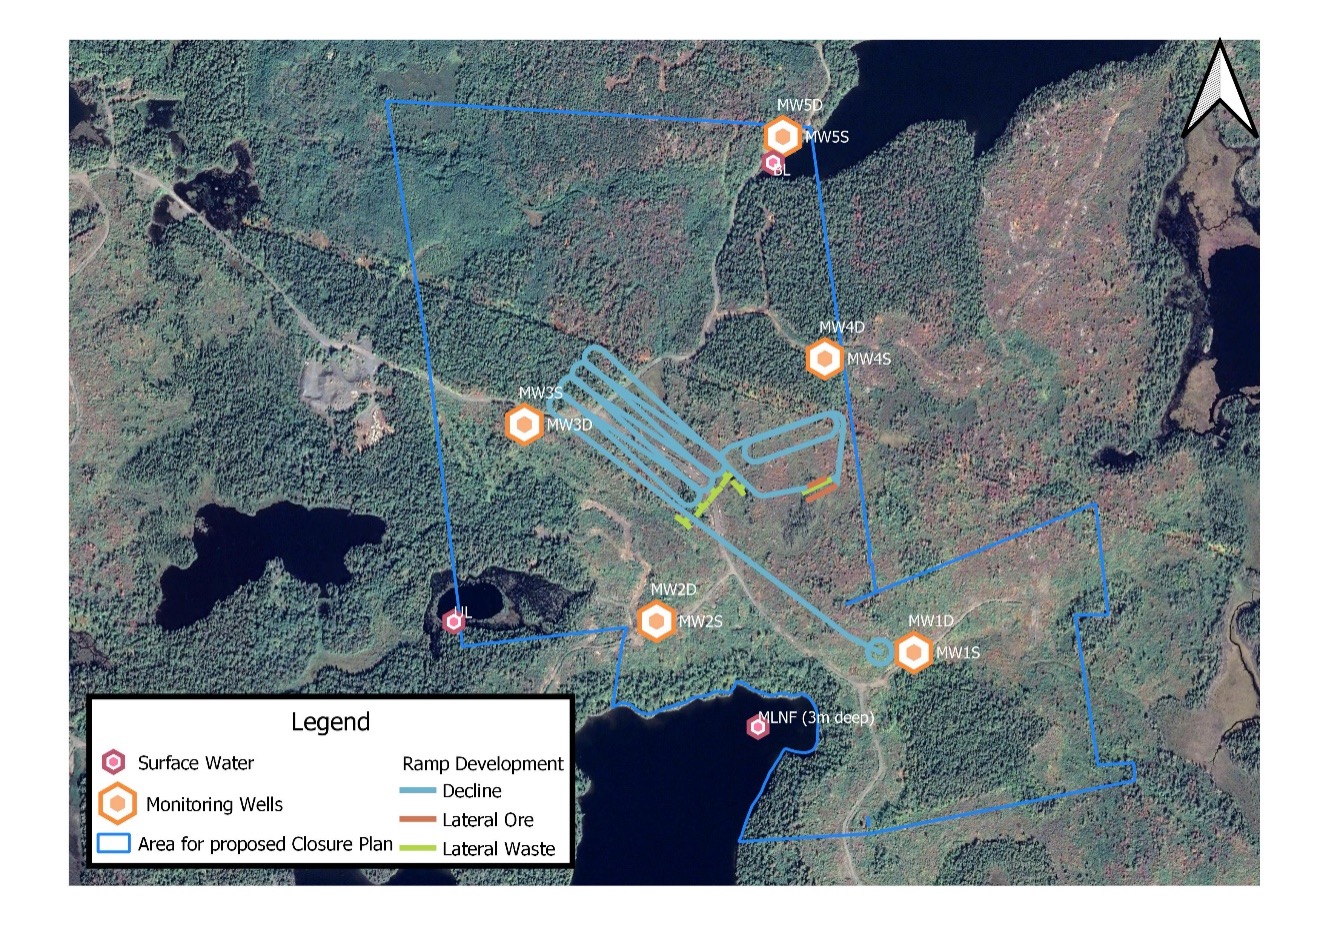 MW5D
MW5S
BL
MW4D
MW4S
MW3S
MW3D
UL
MW2D
MW2S
MW1D
MW1S
MLNF (3m deep)
Legend
Surface Water
Monitoring Wells
Area for proposed Closure Plan
Ramp Development
Decline
Lateral Ore
Lateral Waste